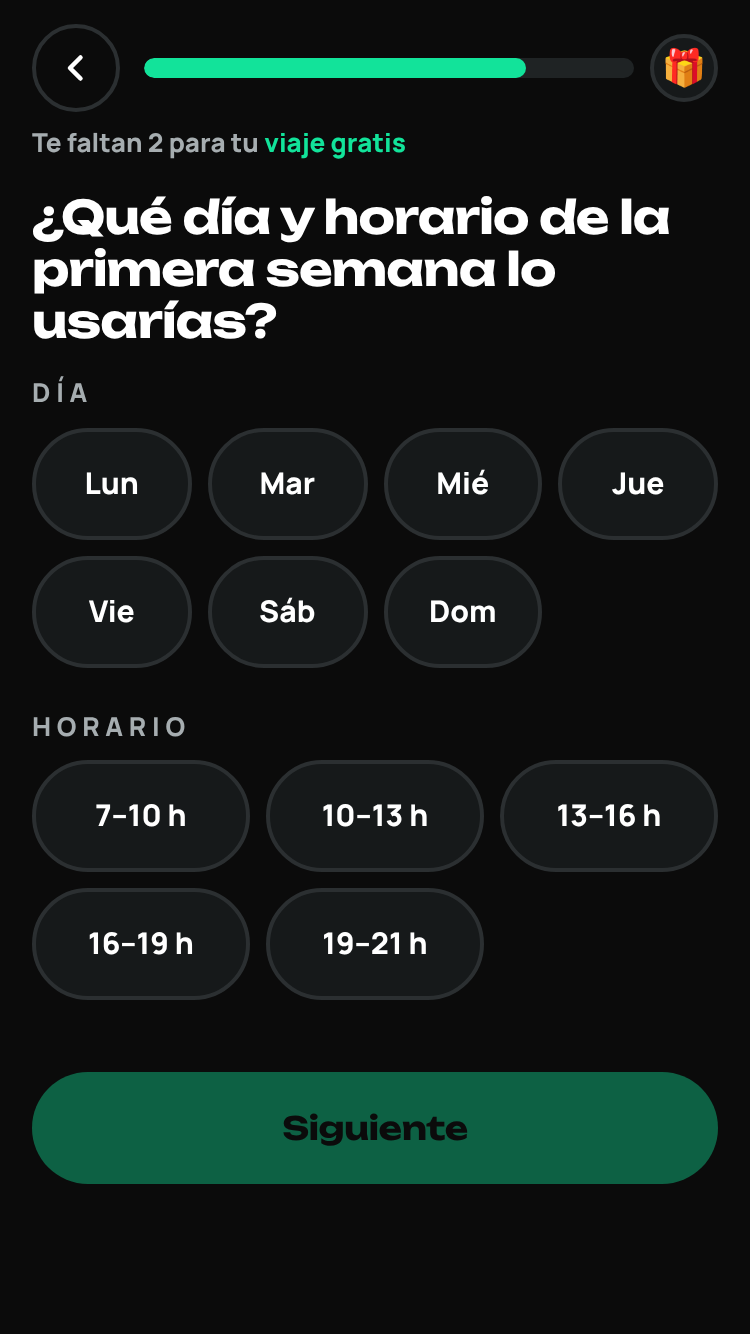 Te faltan 2 para tu viaje gratis
¿Qué día y horario de la
primera semana lo
usarías?
DÍA
Lun Mar Mié Jue
Vie Sáb Dom
HORARIO
7–10 h 10–13 h 13–16 h
16–19 h 19–21 h
Siguiente